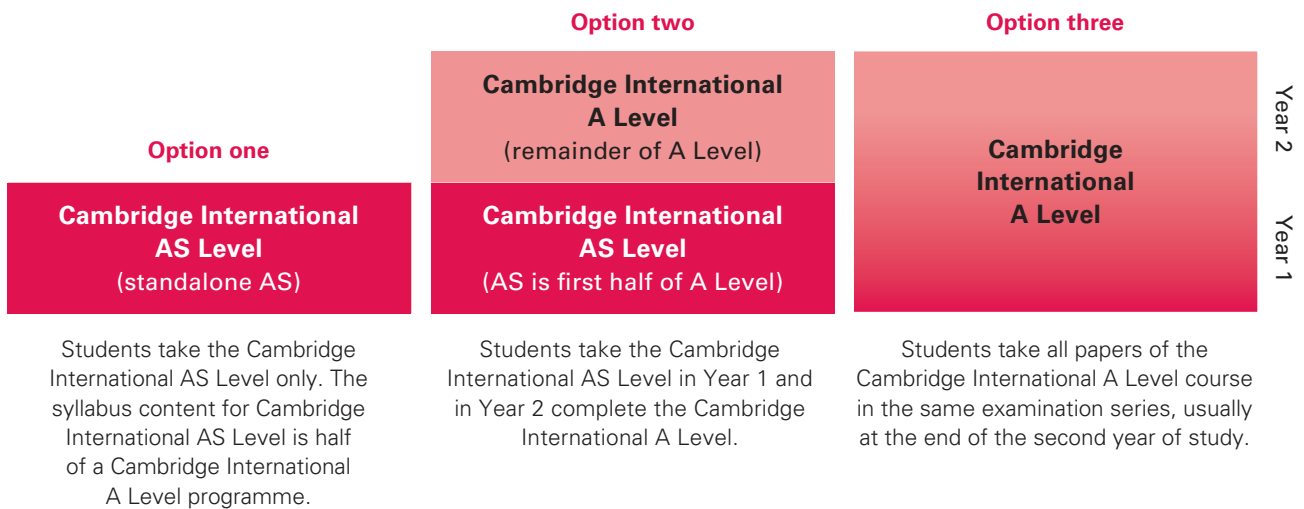 Option one
Cambridge International
AS Level
(standalone AS)
Students take the Cambridge
International AS Level only. The
syllabus content for Cambridge
International AS Level is half
of a Cambridge International
A Level programme.
Option two
Cambridge International
A Level
(remainder of A Level)
Cambridge International
AS Level
(AS is first half of A Level)
Students take the Cambridge
International AS Level in Year 1 and
in Year 2 complete the Cambridge
International A Level.
Option three
Cambridge
International
A Level
Students take all papers of the
Cambridge International A Level course
in the same examination series, usually
at the end of the second year of study.
Year 2
Year 1